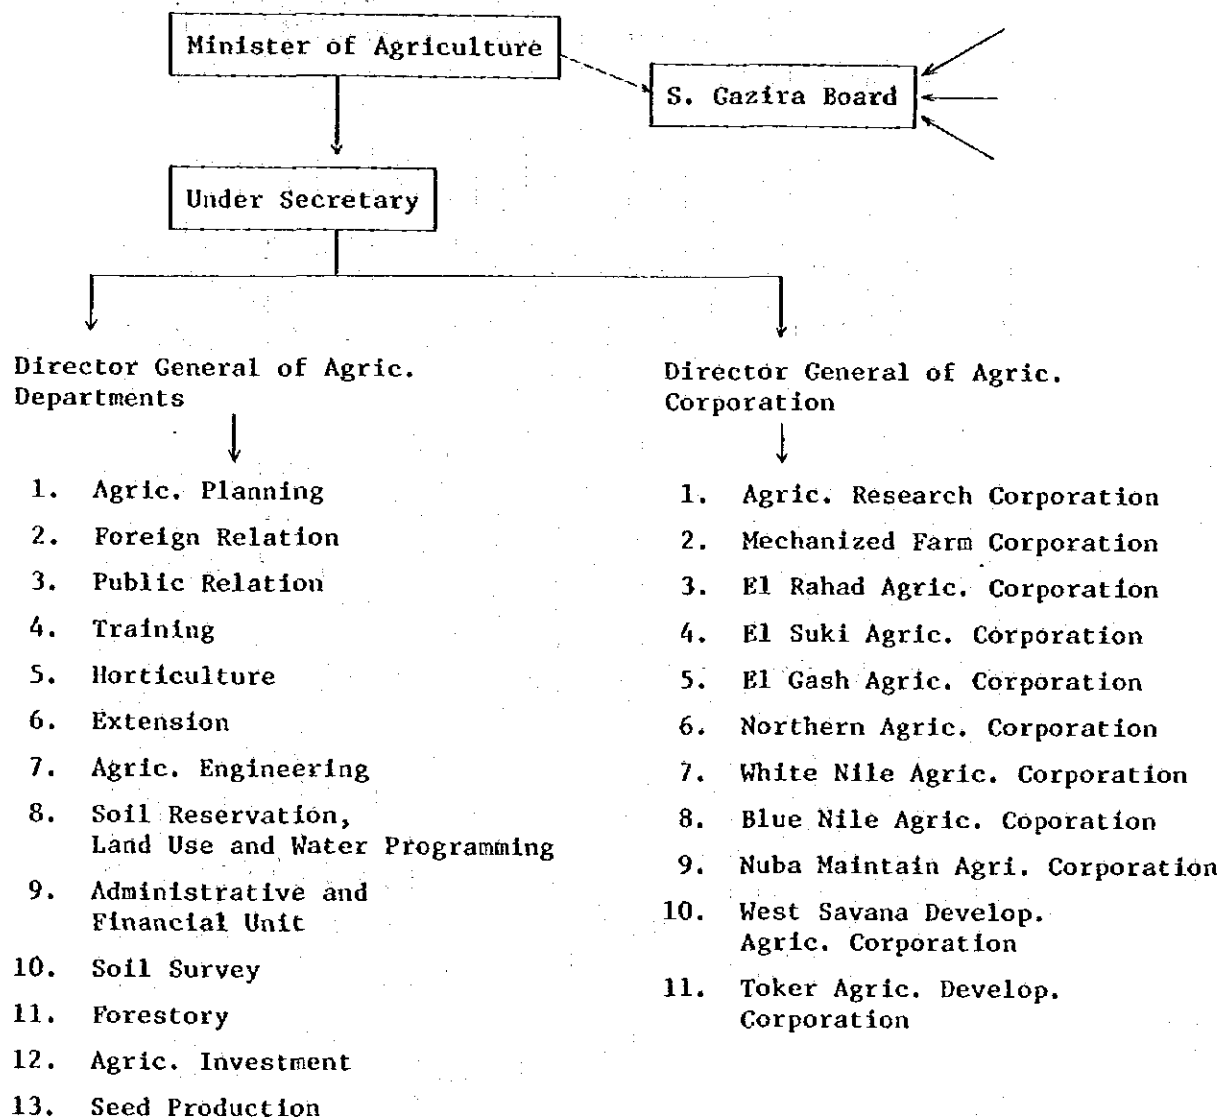 Minister of Agriculture
S. Gazira Board
Under Secretary
Director General of Agric.
Departments
1. Agric. Planning
2. Foreign Relation
3. Public Relation
4. Training
5. Horticulture
6. Extension
7. Agric. Engineering
8. Soil Reservation,
Land Use and Water Programming
9. Administrative and
Financial Unit
10. Soil Survey
11. Forestory
12. Agric. Investment
13. Seed Production
Director General of Agric.
Corporation
1. Agric. Research Corporation
2. Mechanized Farm Corporation
3. El Rahad Agric. Corporation
4. El Suki Agric. Corporation
5. El Gash Agric. Corporation
6. Northern Agric. Corporation
7. White Nile Agric. Corporation
8. Blue Nile Agric. Coporation
9. Nuba Maintain Agri. Corporation
10. West Savana Develop.
Agric. Corporation
11. Toker Agric. Develop.
Corporation